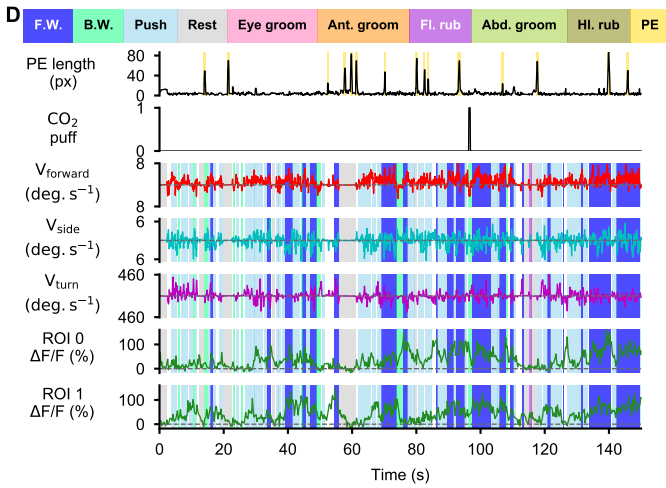 D
F.W. B.W. Push Rest Eye groom Ant. groom Fl. rub Abd. groom Hl. rub PE
PE length
(px)
80
40
0
CO2
puff
1
0
Vforward
(deg. s−1)
8
8
Vside
(deg. s−1)
6
6
Vturn
(deg. s−1)
460
460
ROI 0
ΔF/F (%)
100
0
ROI 1
ΔF/F (%)
100
0
0 20 40 60 80 100 120 140
Time (s)